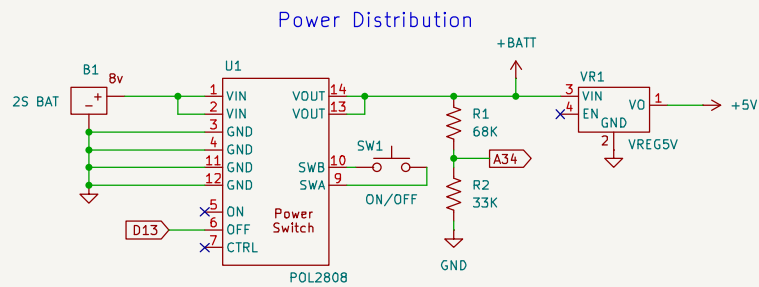 Power Distribution
+BATT
B1
8v
U1
VR1
2S BAT
+
−
1
VIN
VOUT
14
3
VIN
VO
1
+5V
2
VIN
VOUT
13
R1
68K
4
EN
3
GND
GND
2
VREG5V
4
GND
SW1
A34
11
GND
SWB
10
12
GND
SWA
9
R2
33K
ON/OFF
5
ON
D13
6
OFF
Power
Switch
7
CTRL
GND
POL2808